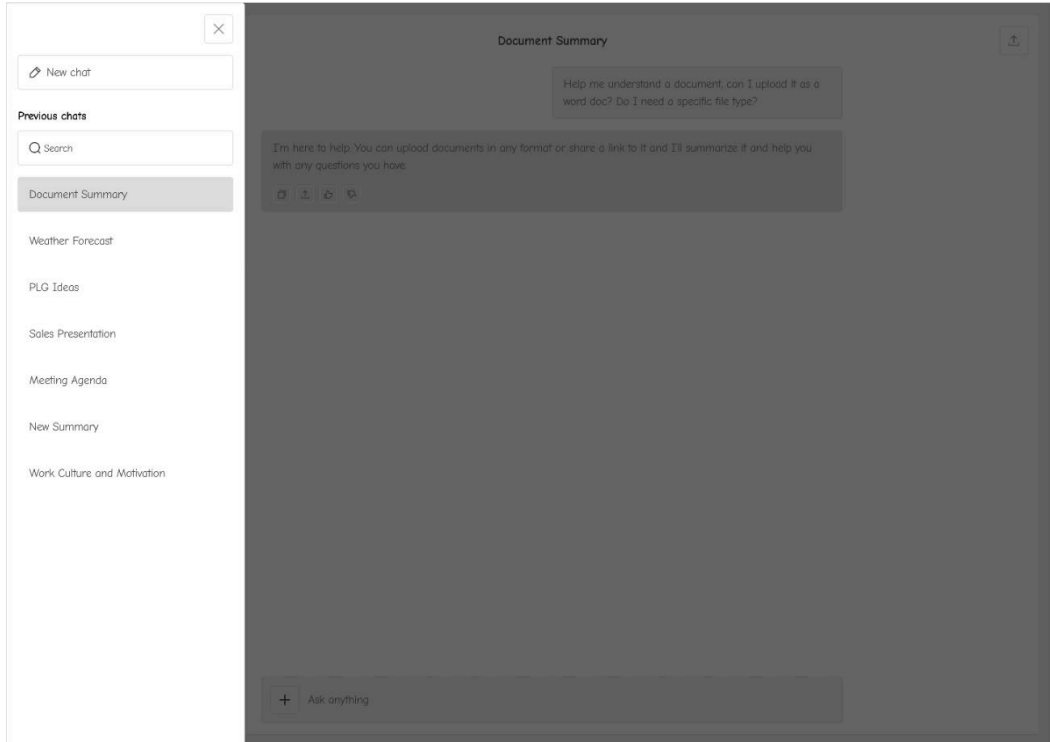 New chat
Previous chats
Search
Document Summary
Weather Forecast
PLG Ideas
Sales Presentation
Meeting Agenda
New Summary
Work Culture and Motivation
Document Summary
Help me understand a document, can I upload it as a
word doc? Do I need a specific file type?
I'm here to help. You can upload documents in any format or share a link to it and I'll summarize it and help you
with any questions you have.
Ask anything